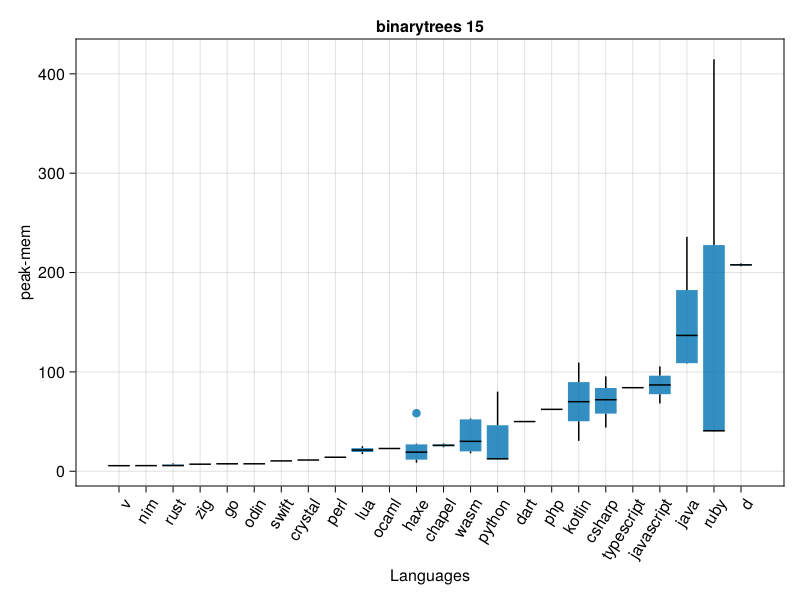 binarytrees 15
peak-mem
400
300
200
100
0
v
nim
rust
zig
go
odin
swift
crystal
perl
lua
ocaml
haxe
chapel
wasm
python
dart
php
kotlin
csharp
typescript
javascript
java
ruby
d
Languages